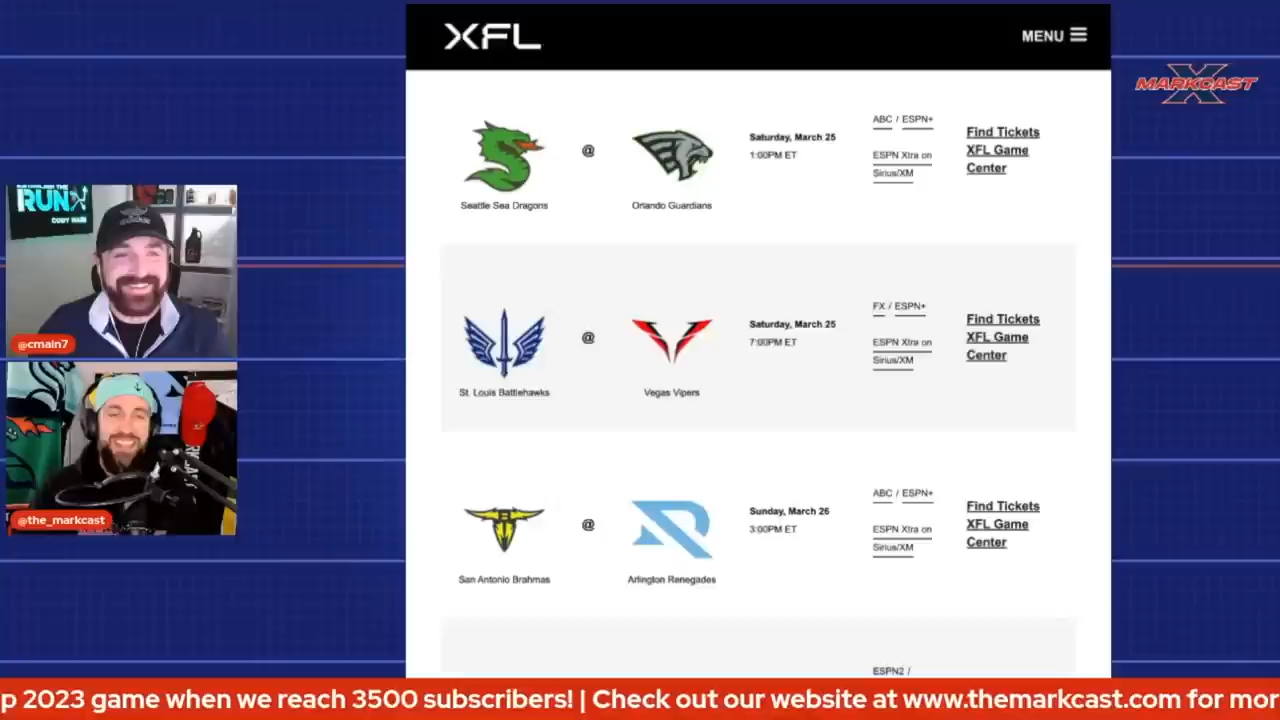 XFL
MENU
MARKCAST
Seattle Sea Dragons
@
Orlando Guardians
Saturday, March 25
1:00PM ET
ABC / ESPN+
ESPN Xtra on
Sirius/XM
Find Tickets
XFL Game
Center
St. Louis Battlehawks
@
Vegas Vipers
Saturday, March 25
7:00PM ET
FX / ESPN+
ESPN Xtra on
Sirius/XM
Find Tickets
XFL Game
Center
San Antonio Brahmas
@
Arlington Renegades
Sunday, March 26
3:00PM ET
ABC / ESPN+
ESPN Xtra on
Sirius/XM
Find Tickets
XFL Game
Center
ESPN2 /
RUN
CODY MAIN
@cmain7
@the_markcast
p 2023 game when we reach 3500 subscribers! | Check out our website at www.themarkcast.com for mor